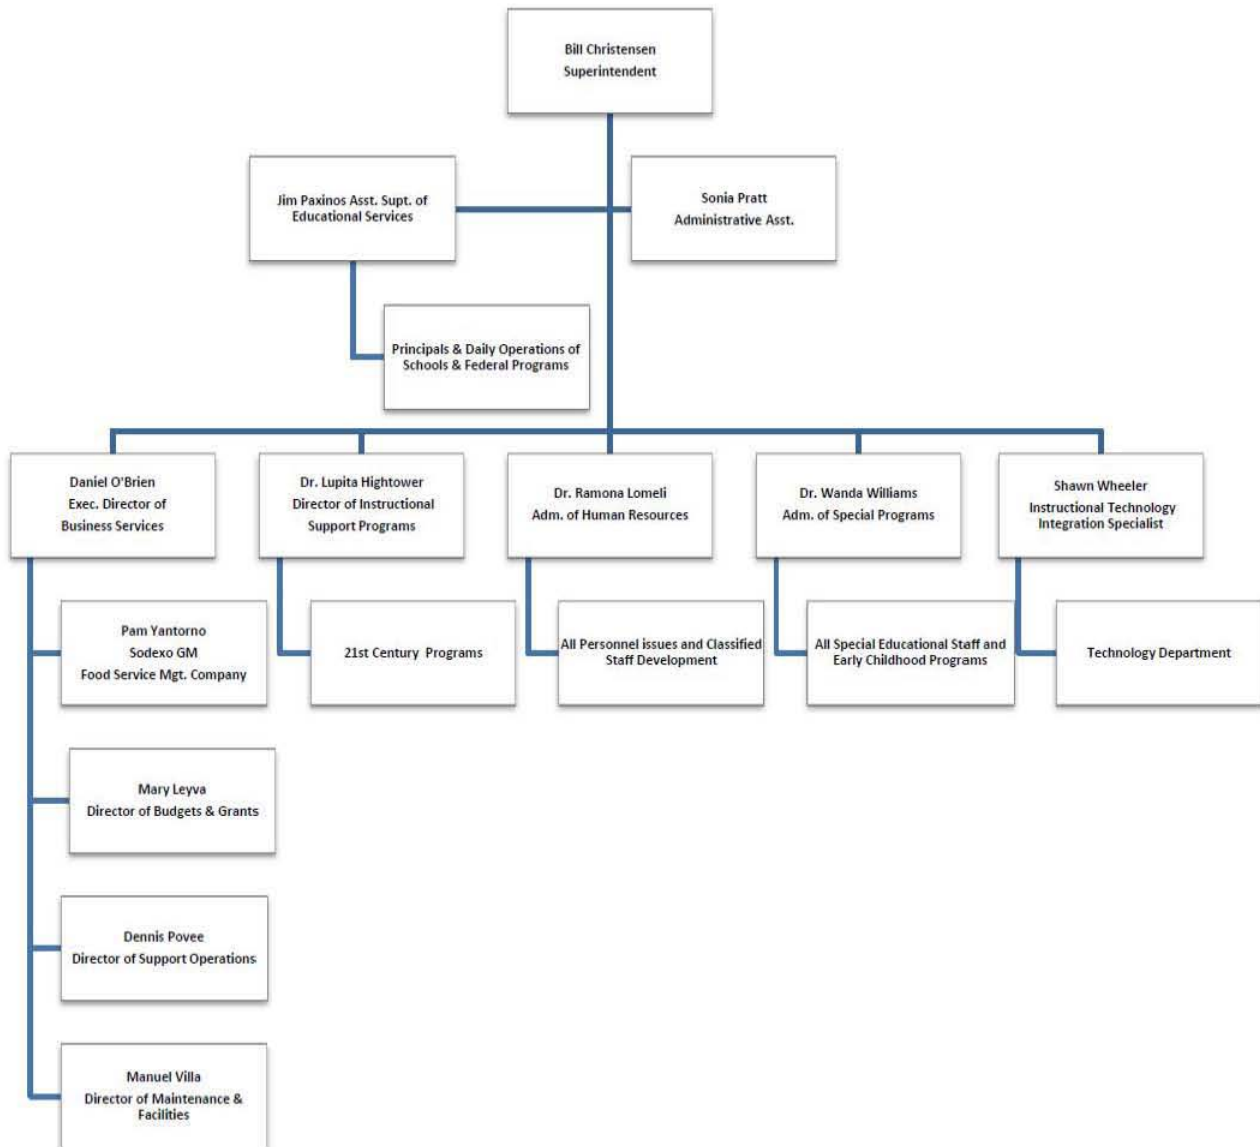 Bill Christensen
Superintendent
Jim Paxinos Asst. Supt. of
Educational Services
Sonia Pratt
Administrative Asst.
Principals & Daily Operations of
Schools & Federal Programs
Daniel O'Brien
Exec. Director of
Business Services
Dr. Lupita Hightower
Director of Instructional
Support Programs
Dr. Ramona Lomeli
Adm. of Human Resources
Dr. Wanda Williams
Adm. of Special Programs
Shawn Wheeler
Instructional Technology
Integration Specialist
Pam Yantorno
Sodexo GM
Food Service Mgt. Company
21st Century Programs
All Personnel issues and Classified
Staff Development
All Special Educational Staff and
Early Childhood Programs
Technology Department
Mary Leyva
Director of Budgets & Grants
Dennis Povee
Director of Support Operations
Manuel Villa
Director of Maintenance &
Facilities